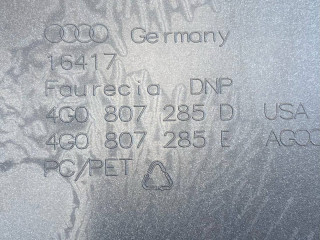 Germany
16417
Faurecia DNP
4G0 807 285 D USA
4G0 807 285 E
PC/PET